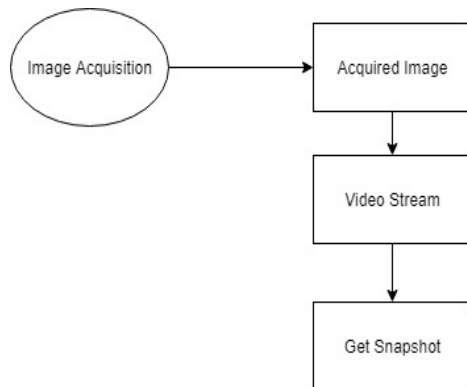 Image Acquisition
Acquired Image
Video Stream
Get Snapshot